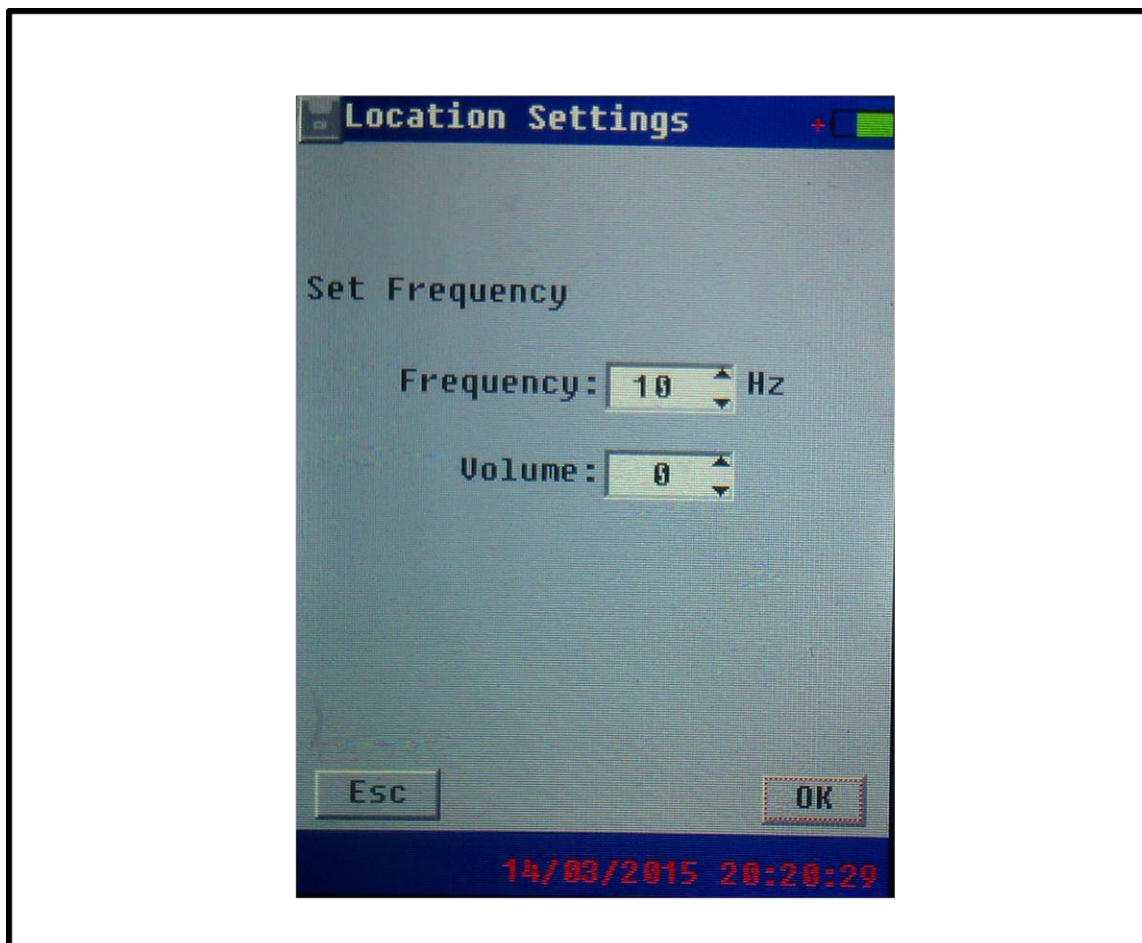 Location Settings
Set Frequency
Frequency: 10 Hz
Volume: 0
Esc OK
14/03/2015 20:20:29